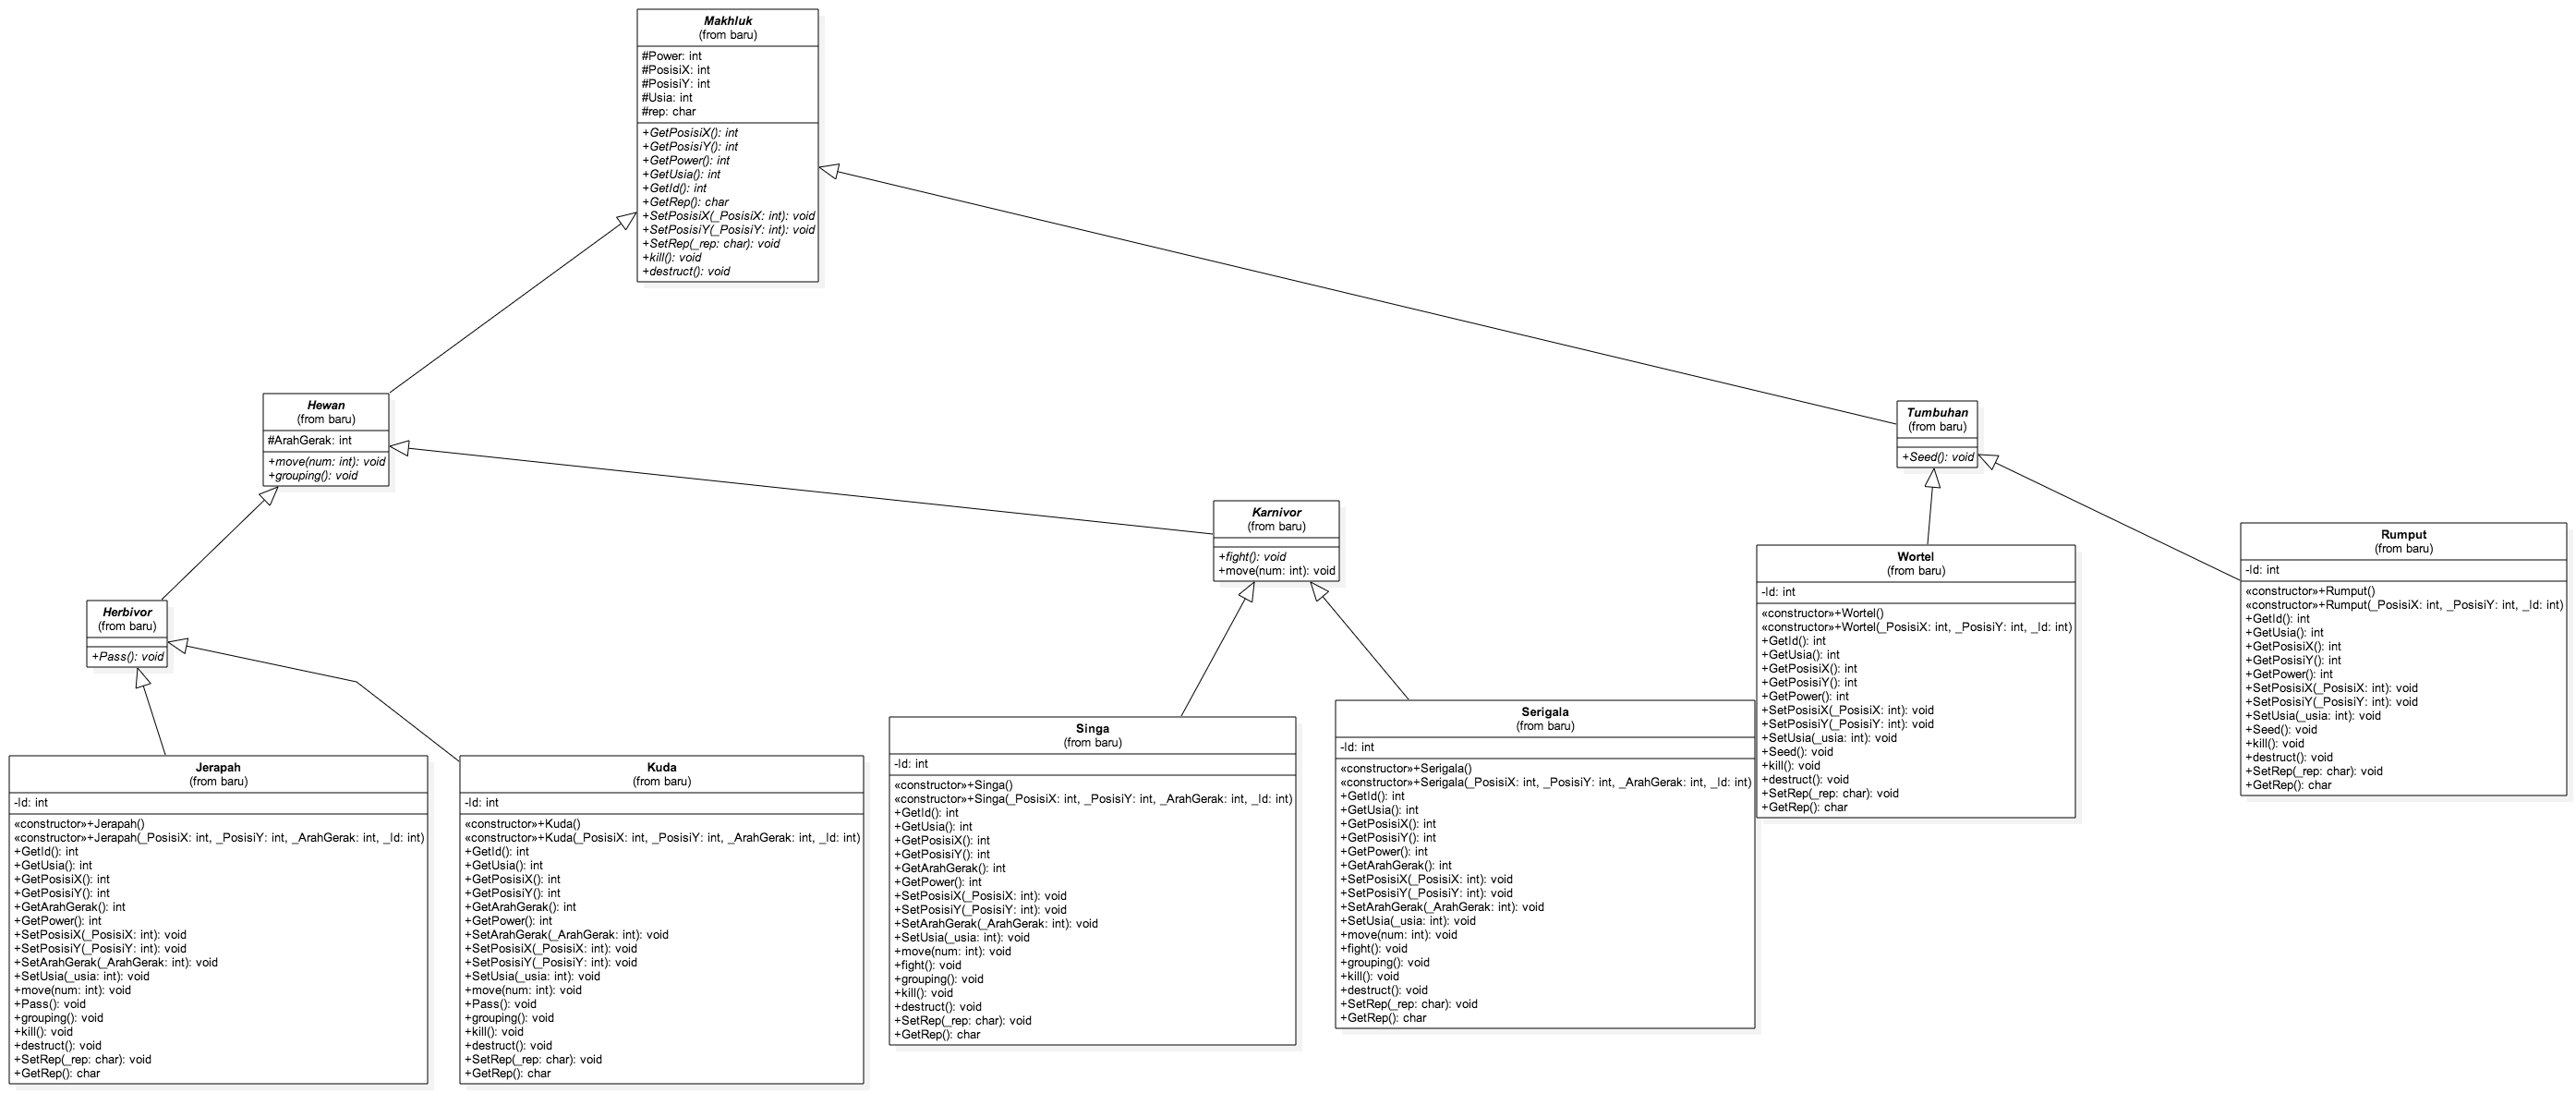 Makhluk
(from baru)
#Power: int
#PosisiX: int
#PosisiY: int
#Usia: int
#rep: char
+GetPosisiX(): int
+GetPosisiY(): int
+GetPower(): int
+GetUsia(): int
+GetId(): int
+GetRep(): char
+SetPosisiX(_PosisiX: int): void
+SetPosisiY(_PosisiY: int): void
+SetRep(_rep: char): void
+kill(): void
+destruct(): void
Hewan
(from baru)
#ArahGerak: int
+move(num: int): void
+grouping(): void
Tumbuhan
(from baru)
+Seed(): void
Karnivor
(from baru)
+fight(): void
+move(num: int): void
Herbivor
(from baru)
+Pass(): void
Jerapah
(from baru)
-Id: int
«constructor»+Jerapah()
«constructor»+Jerapah(_PosisiX: int, _PosisiY: int, _ArahGerak: int, _Id: int)
+GetId(): int
+GetUsia(): int
+GetPosisiX(): int
+GetPosisiY(): int
+GetArahGerak(): int
+GetPower(): int
+SetPosisiX(_PosisiX: int): void
+SetPosisiY(_PosisiY: int): void
+SetArahGerak(_ArahGerak: int): void
+SetUsia(_usia: int): void
+move(num: int): void
+Pass(): void
+grouping(): void
+kill(): void
+destruct(): void
+SetRep(_rep: char): void
+GetRep(): char
Kuda
(from baru)
-Id: int
«constructor»+Kuda()
«constructor»+Kuda(_PosisiX: int, _PosisiY: int, _ArahGerak: int, _Id: int)
+GetId(): int
+GetUsia(): int
+GetPosisiX(): int
+GetPosisiY(): int
+GetArahGerak(): int
+GetPower(): int
+SetArahGerak(_ArahGerak: int): void
+SetPosisiX(_PosisiX: int): void
+SetPosisiY(_PosisiY: int): void
+SetUsia(_usia: int): void
+move(num: int): void
+Pass(): void
+grouping(): void
+kill(): void
+destruct(): void
+SetRep(_rep: char): void
+GetRep(): char
Singa
(from baru)
-Id: int
«constructor»+Singa()
«constructor»+Singa(_PosisiX: int, _PosisiY: int, _ArahGerak: int, _Id: int)
+GetId(): int
+GetUsia(): int
+GetPosisiX(): int
+GetPosisiY(): int
+GetArahGerak(): int
+GetPower(): int
+SetPosisiX(_PosisiX: int): void
+SetPosisiY(_PosisiY: int): void
+SetArahGerak(_ArahGerak: int): void
+SetUsia(_usia: int): void
+move(num: int): void
+fight(): void
+grouping(): void
+kill(): void
+destruct(): void
+SetRep(_rep: char): void
+GetRep(): char
Serigala
(from baru)
-Id: int
«constructor»+Serigala()
«constructor»+Serigala(_PosisiX: int, _PosisiY: int, _ArahGerak: int, _Id: int)
+GetId(): int
+GetUsia(): int
+GetPosisiX(): int
+GetPosisiY(): int
+GetPower(): int
+GetArahGerak(): int
+SetPosisiX(_PosisiX: int): void
+SetPosisiY(_PosisiY: int): void
+SetArahGerak(_ArahGerak: int): void
+SetUsia(_usia: int): void
+move(num: int): void
+fight(): void
+grouping(): void
+kill(): void
+destruct(): void
+SetRep(_rep: char): void
+GetRep(): char
Wortel
(from baru)
-Id: int
«constructor»+Wortel()
«constructor»+Wortel(_PosisiX: int, _PosisiY: int, _Id: int)
+GetId(): int
+GetUsia(): int
+GetPosisiX(): int
+GetPosisiY(): int
+GetPower(): int
+SetPosisiX(_PosisiX: int): void
+SetPosisiY(_PosisiY: int): void
+SetUsia(_usia: int): void
+Seed(): void
+kill(): void
+destruct(): void
+SetRep(_rep: char): void
+GetRep(): char
Rumput
(from baru)
-Id: int
«constructor»+Rumput()
«constructor»+Rumput(_PosisiX: int, _PosisiY: int, _Id: int)
+GetId(): int
+GetUsia(): int
+GetPosisiX(): int
+GetPosisiY(): int
+GetPower(): int
+SetPosisiX(_PosisiX: int): void
+SetPosisiY(_PosisiY: int): void
+SetUsia(_usia: int): void
+Seed(): void
+kill(): void
+destruct(): void
+SetRep(_rep: char): void
+GetRep(): char